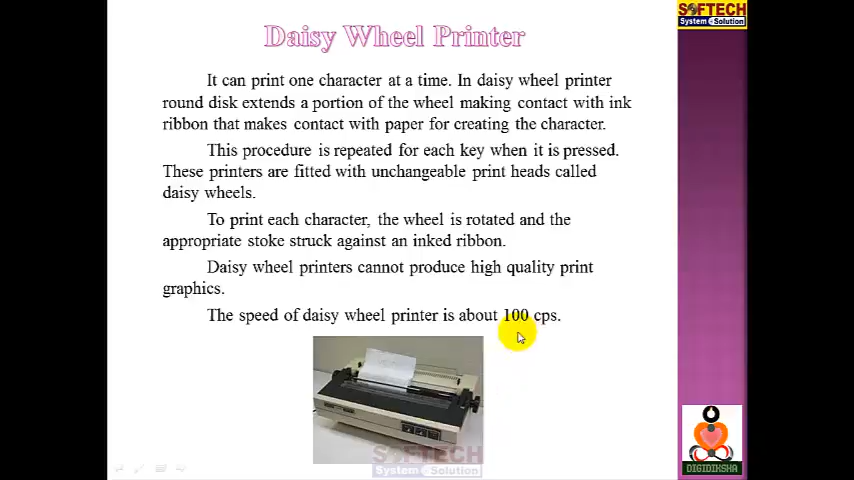 SOFTECH
System e Solution
Daisy Wheel Printer
It can print one character at a time. In daisy wheel printer
round disk extends a portion of the wheel making contact with ink
ribbon that makes contact with paper for creating the character.
This procedure is repeated for each key when it is pressed.
These printers are fitted with unchangeable print heads called
daisy wheels.
To print each character, the wheel is rotated and the
appropriate stoke struck against an inked ribbon.
Daisy wheel printers cannot produce high quality print
graphics.
The speed of daisy wheel printer is about 100 cps.
SOFTECH
System e Solution
DIGIDIKSHA